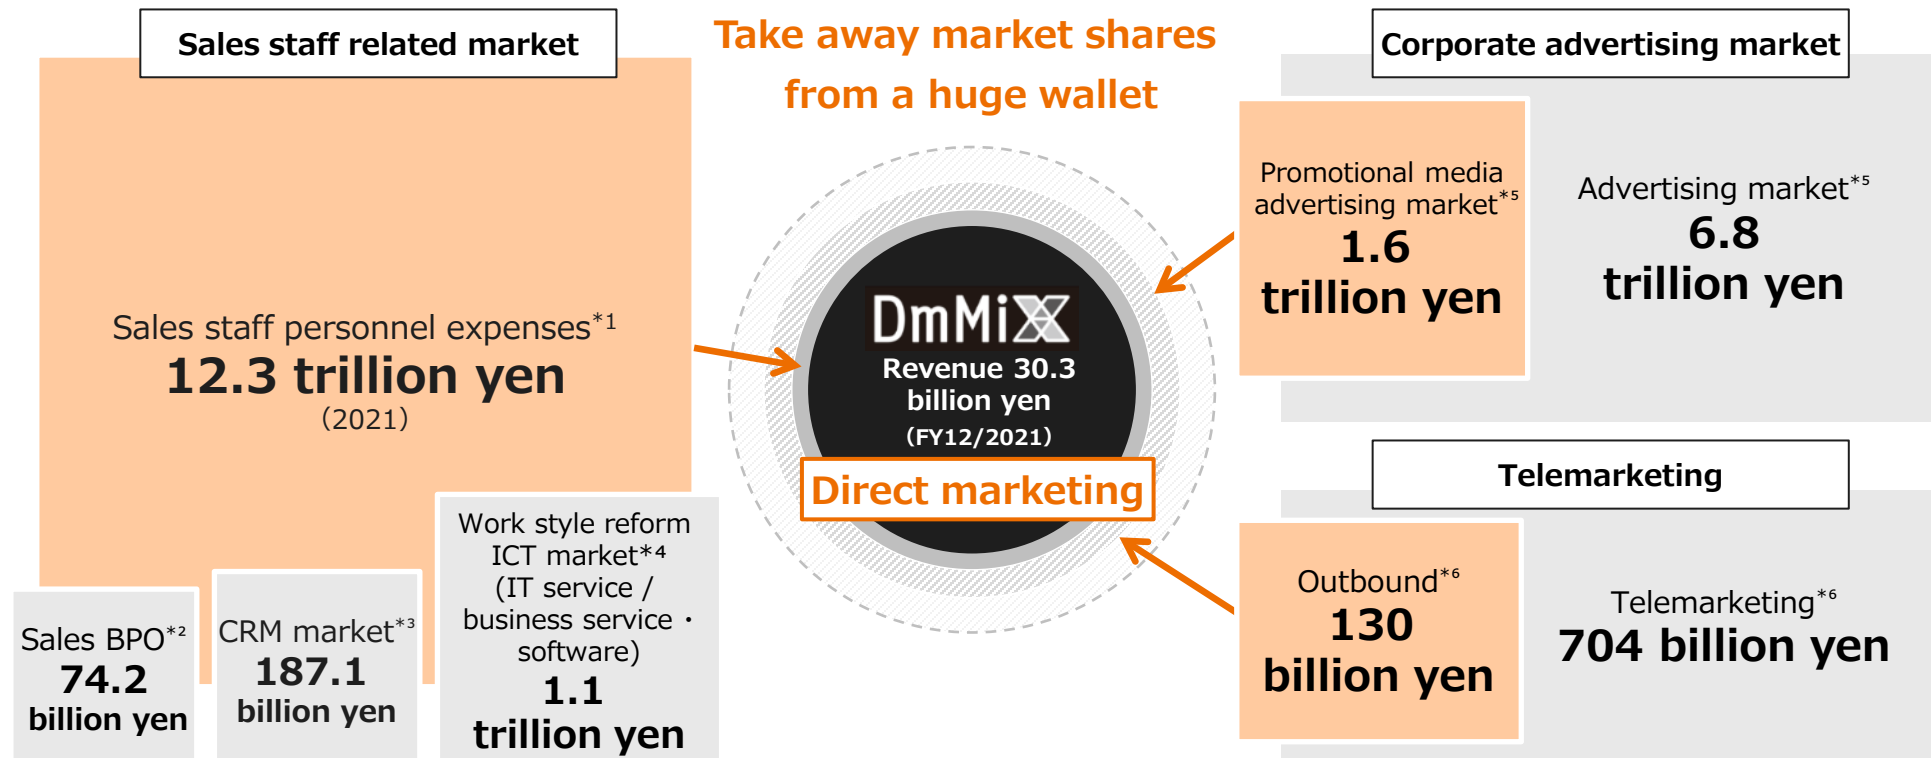 Sales staff related market
Sales staff personnel expenses*1
12.3 trillion yen
(2021)
Sales BPO*2
74.2
billion yen
CRM market*3
187.1
billion yen
Work style reform
ICT market*4
(IT service /
business service・
software)
1.1
trillion yen
Take away market shares
from a huge wallet
DmMiX
Revenue 30.3
billion yen
(FY12/2021)
Direct marketing
Corporate advertising market
Promotional media
advertising market*5
1.6
trillion yen
Advertising market*5
6.8
trillion yen
Telemarketing
Outbound*6
130
billion yen
Telemarketing*6
704 billion yen